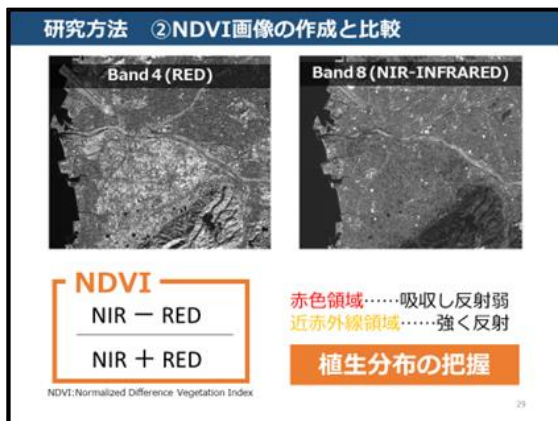 研究方法 ②NDVI画像の作成と比較
Band 4 (RED)
Band 8 (NIR-INFRARED)
NDVI
NIR － RED
NIR ＋ RED
NDVI:Normalized Difference Vegetation Index
赤色領域……吸収し反射弱
近赤外線領域……強く反射
植生分布の把握
29